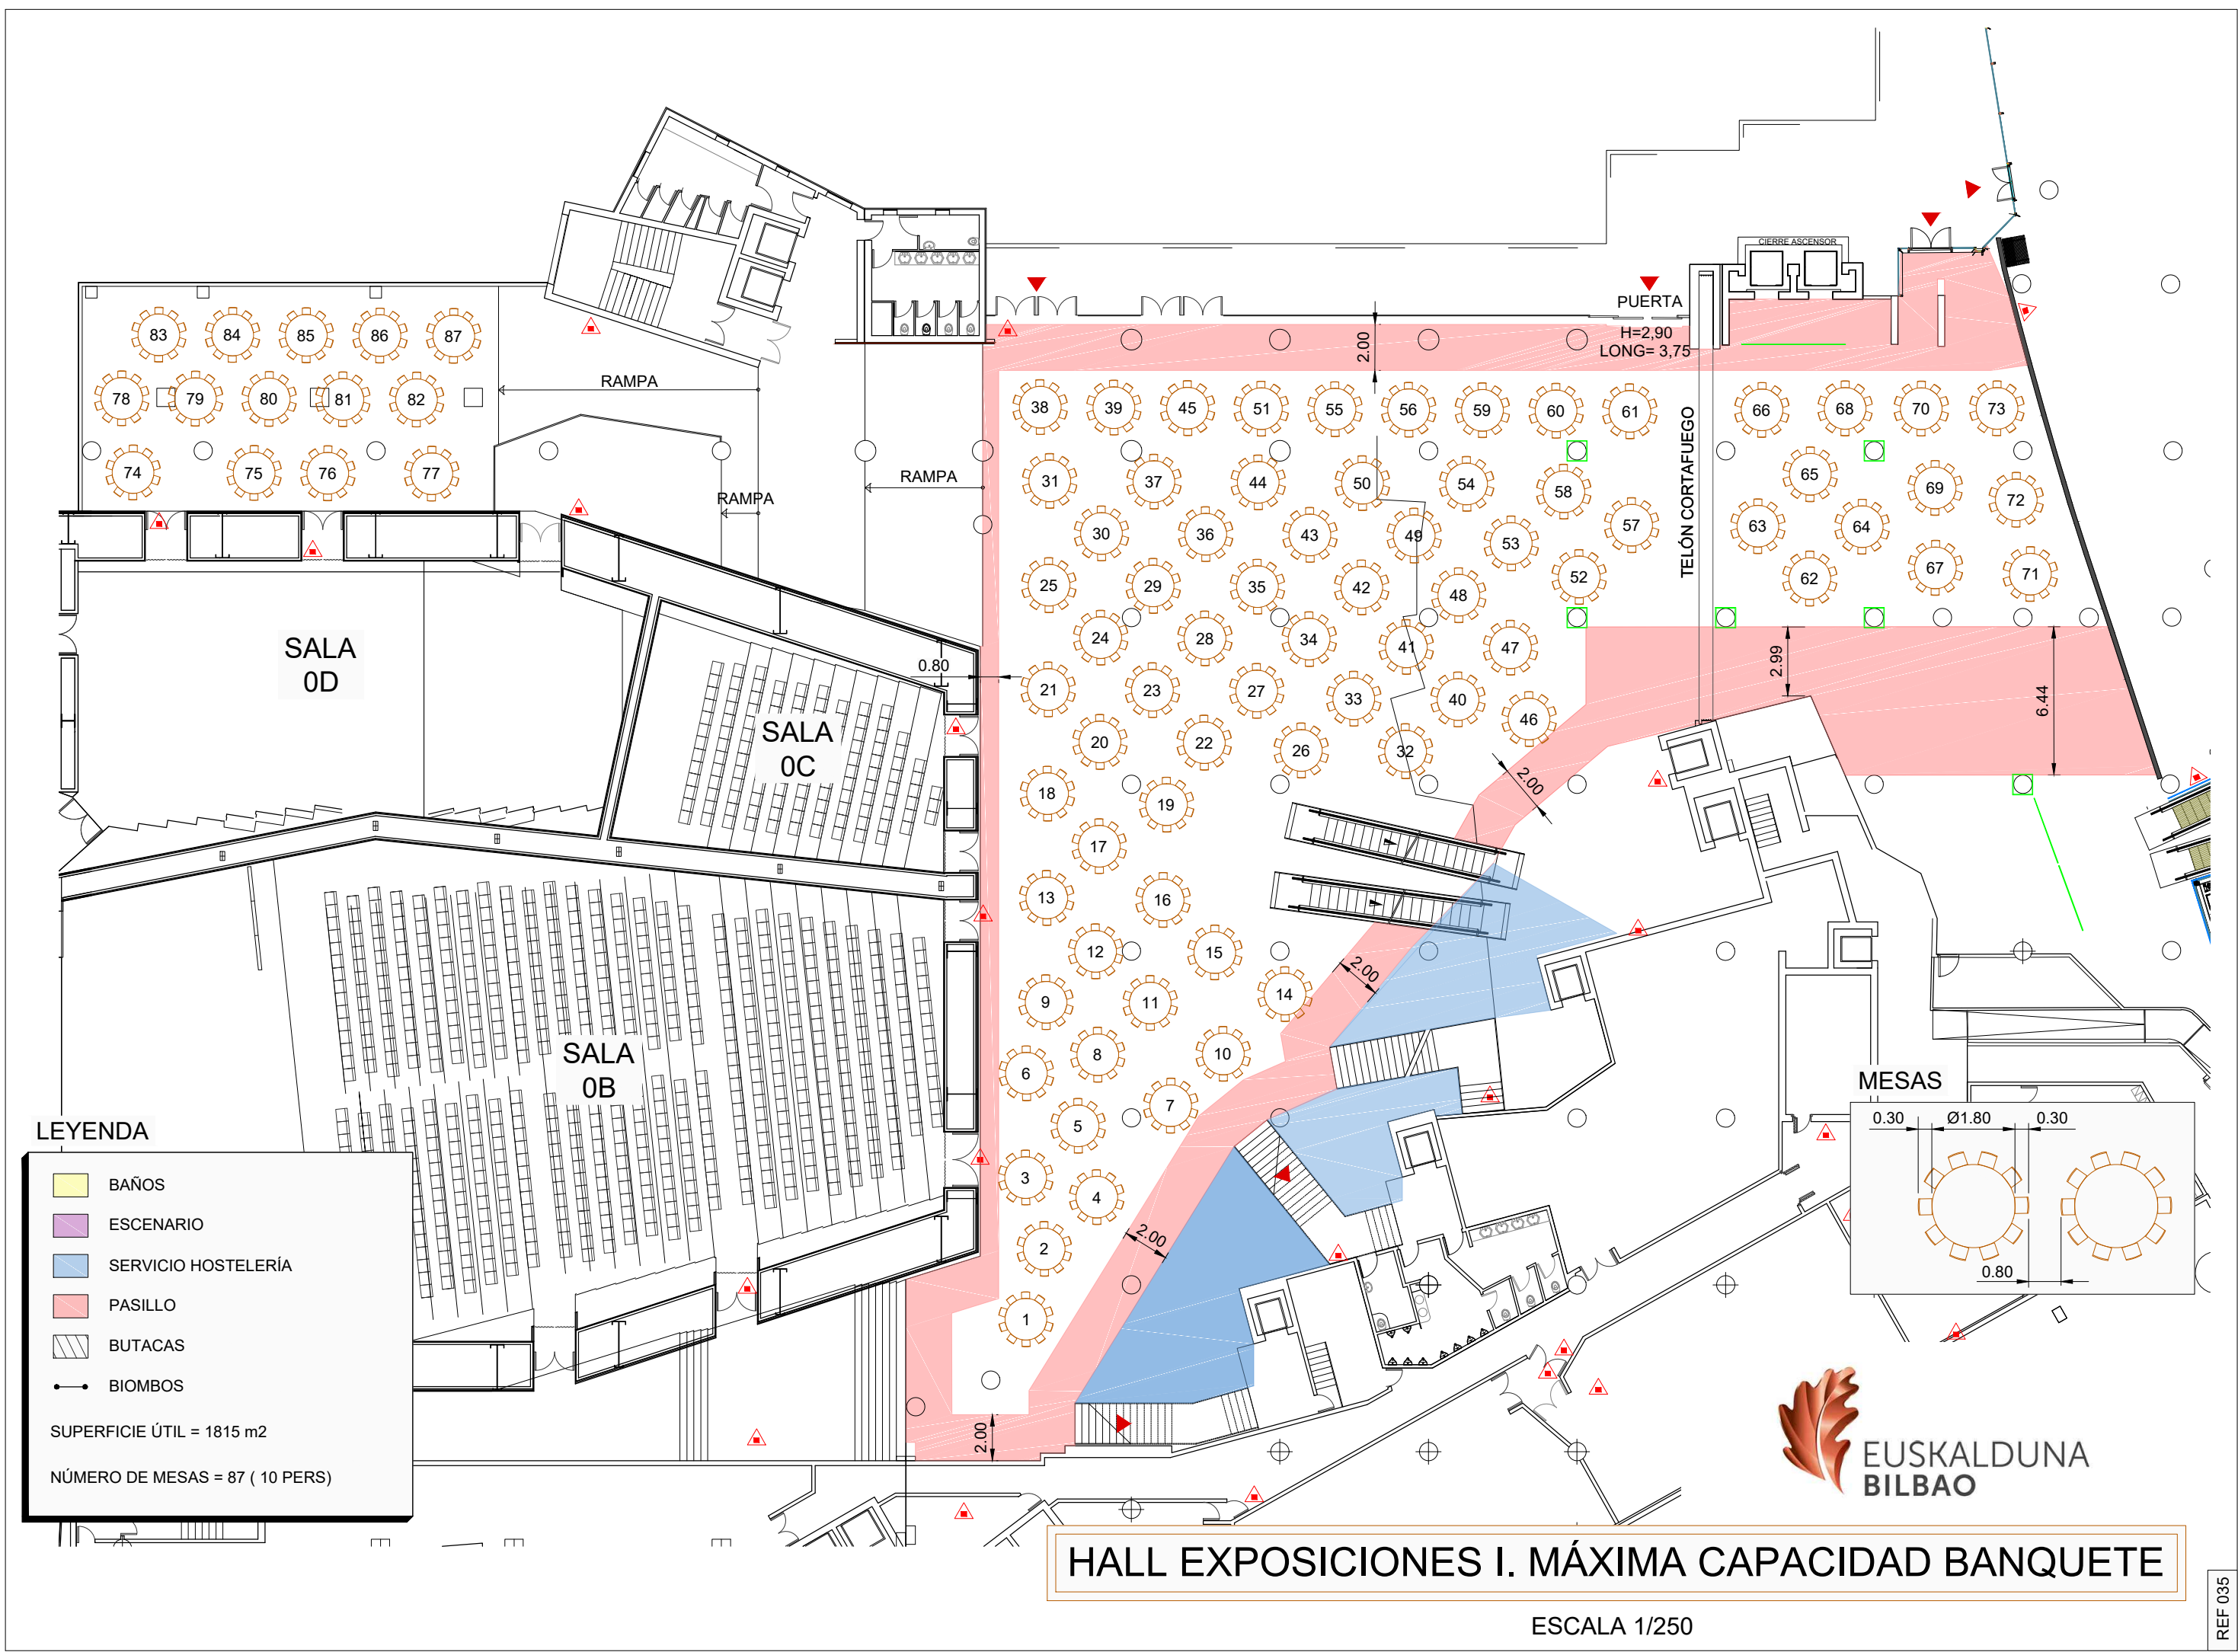 CIERRE ASCENSOR
PUERTA
H=2,90
LONG= 3,75
2.00
83 84 85 86 87
RAMPA
78 79 80 81 82
38 39 45 51 55 56 59 60 61
66 68 70 73
TELÓN CORTAFUEGO
74 75 76 77
RAMPA
RAMPA
31 37 44 50 54 58
65 69 72
30 36 43 49 53 57
63 64
25 29 35 42 48 52
62 67 71
24 28 34 41 47
SALA
0D
0.80
2.99
6.44
21 23 27 33 40 46
SALA
0C
20 22 26 32
2.00
18 19
17
13 16
12 15
2.00
9 11 14
SALA
0B
8 10
6
7
5
3 4
2.00
2
1
2.00
MESAS
0.30 Ø1.80 0.30
0.80
LEYENDA
BAÑOS
ESCENARIO
SERVICIO HOSTELERÍA
PASILLO
BUTACAS
BIOMBOS
SUPERFICIE ÚTIL = 1815 m2
NÚMERO DE MESAS = 87 ( 10 PERS)
EUSKALDUNA
BILBAO
HALL EXPOSICIONES I. MÁXIMA CAPACIDAD BANQUETE
ESCALA 1/250
REF 035